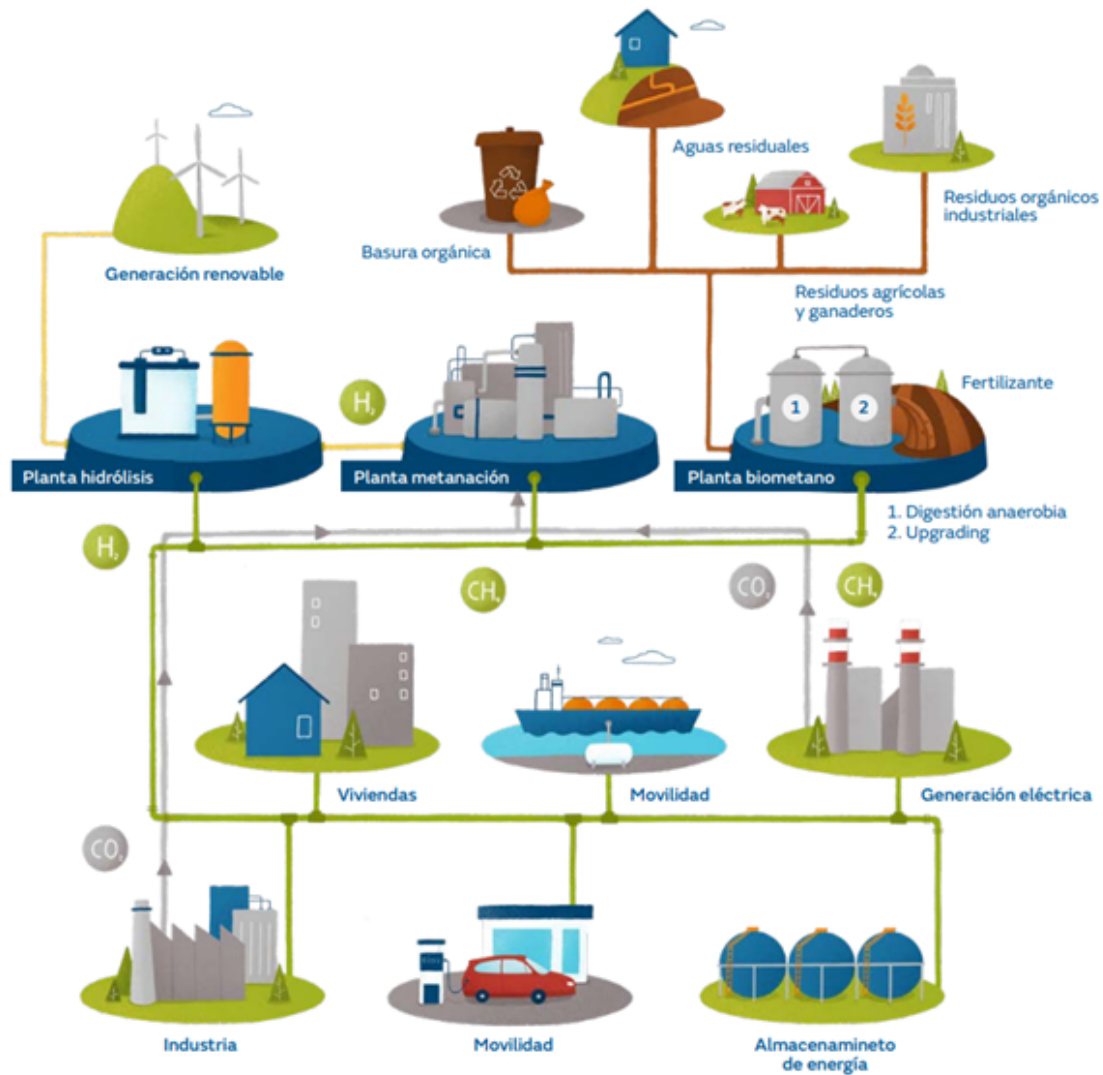 Aguas residuales
Residuos orgánicos
industriales
Basura orgánica
Generación renovable
Residuos agrícolas
y ganaderos
H₂
Fertilizante
1
2
Planta hidrólisis
Planta metanación
Planta biometano
1. Digestión anaerobia
2. Upgrading
H₂
CH₄
CO₂
CH₄
Viviendas
Movilidad
Generación eléctrica
CO₂
Industria
Movilidad
Almacenamineto
de energía